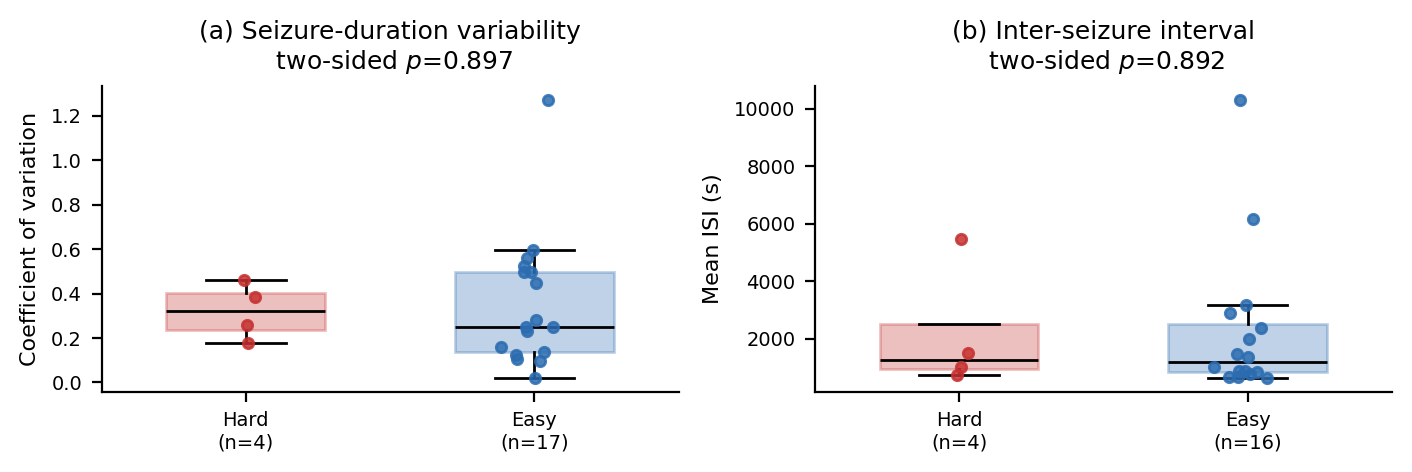 (a) Seizure-duration variability
two-sided p=0.897
Coefficient of variation
1.2
1.0
0.8
0.6
0.4
0.2
0.0
Hard
(n=4)
Easy
(n=17)
(b) Inter-seizure interval
two-sided p=0.892
Mean ISI (s)
10000
8000
6000
4000
2000
Hard
(n=4)
Easy
(n=16)